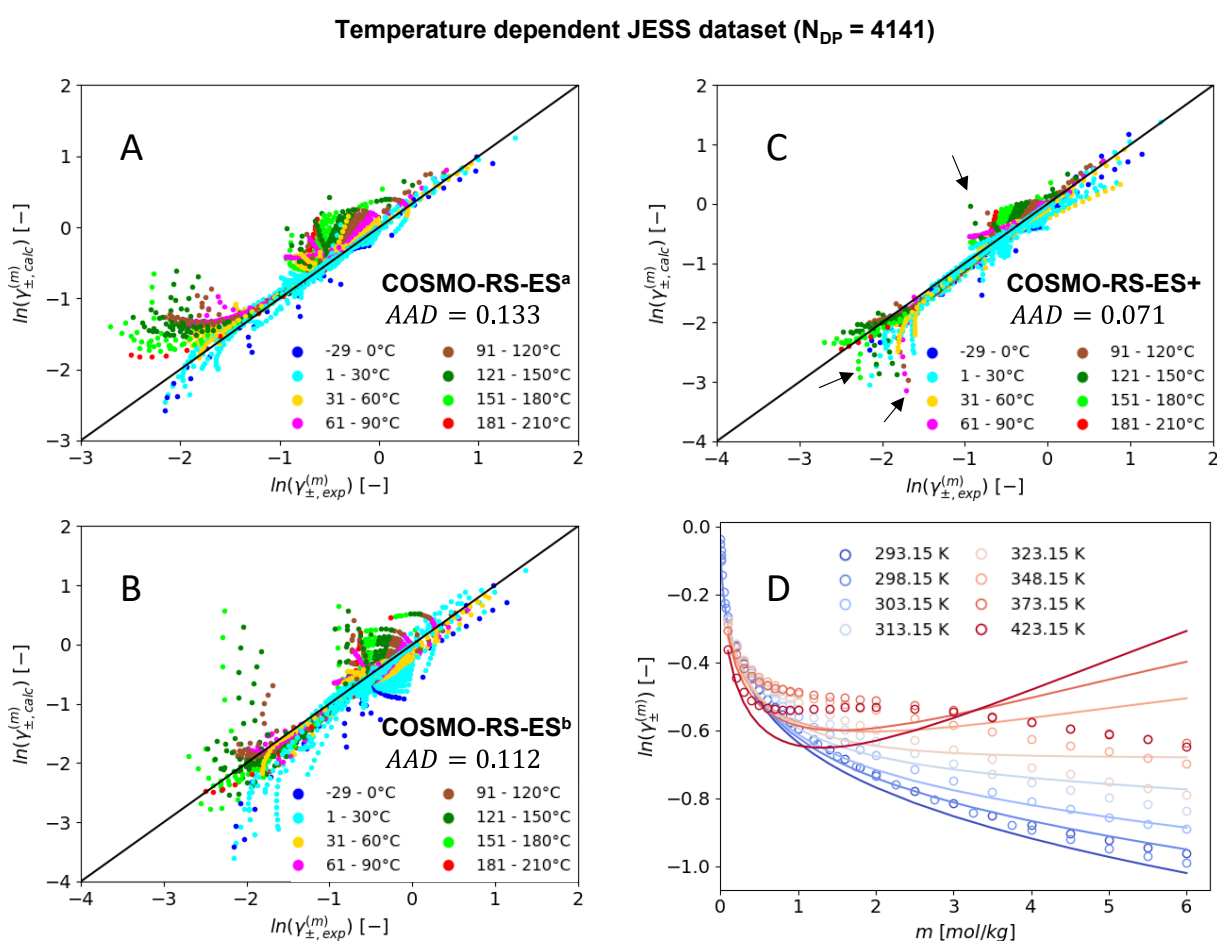 Temperature dependent JESS dataset (N_DP = 4141)
A
COSMO-RS-ES^a
AAD = 0.133
-29 - 0°C
91 - 120°C
1 - 30°C
121 - 150°C
31 - 60°C
151 - 180°C
61 - 90°C
181 - 210°C
2
1
0
−1
−2
−3
−3
−2
−1
0
1
2
ln(γ±,calc^(m)) [−]
ln(γ±,exp^(m)) [−]
C
COSMO-RS-ES+
AAD = 0.071
-29 - 0°C
91 - 120°C
1 - 30°C
121 - 150°C
31 - 60°C
151 - 180°C
61 - 90°C
181 - 210°C
2
1
0
−1
−2
−3
−4
−4
−3
−2
−1
0
1
2
ln(γ±,calc^(m)) [−]
ln(γ±,exp^(m)) [−]
B
COSMO-RS-ES^b
AAD = 0.112
-29 - 0°C
91 - 120°C
1 - 30°C
121 - 150°C
31 - 60°C
151 - 180°C
61 - 90°C
181 - 210°C
2
1
0
−1
−2
−3
−4
−4
−3
−2
−1
0
1
2
ln(γ±,calc^(m)) [−]
ln(γ±,exp^(m)) [−]
D
293.15 K
323.15 K
298.15 K
348.15 K
303.15 K
373.15 K
313.15 K
423.15 K
0.0
−0.2
−0.4
−0.6
−0.8
−1.0
0
1
2
3
4
5
6
ln(γ±^(m)) [−]
m [mol/kg]